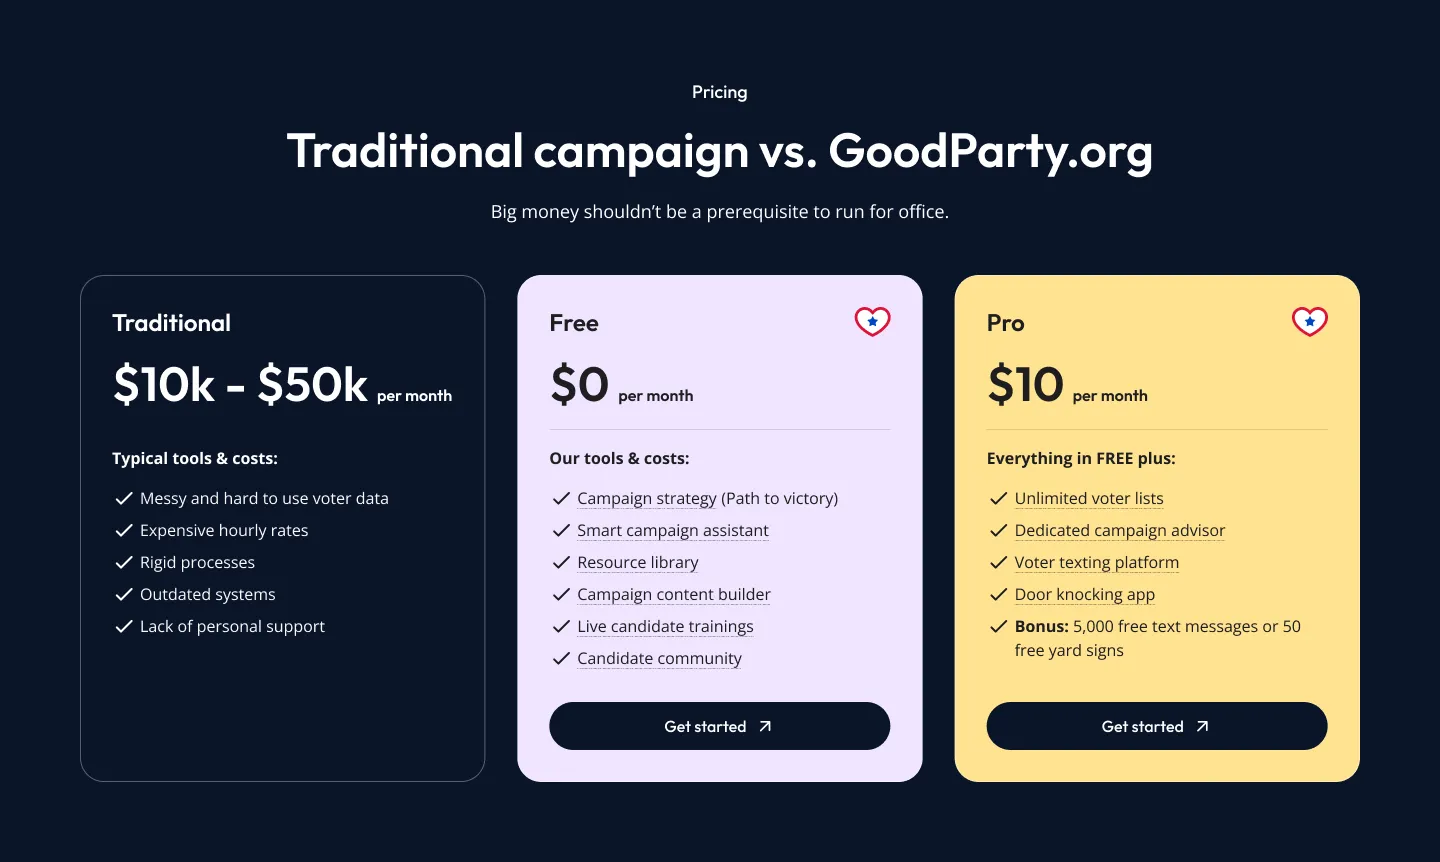 Pricing
Traditional campaign vs. GoodParty.org
Big money shouldn’t be a prerequisite to run for office.
Traditional
$10k - $50k per month
Typical tools & costs:
Messy and hard to use voter data
Expensive hourly rates
Rigid processes
Outdated systems
Lack of personal support
Free
$0 per month
Our tools & costs:
Campaign strategy (Path to victory)
Smart campaign assistant
Resource library
Campaign content builder
Live candidate trainings
Candidate community
Get started
Pro
$10 per month
Everything in FREE plus:
Unlimited voter lists
Dedicated campaign advisor
Voter texting platform
Door knocking app
Bonus: 5,000 free text messages or 50
free yard signs
Get started